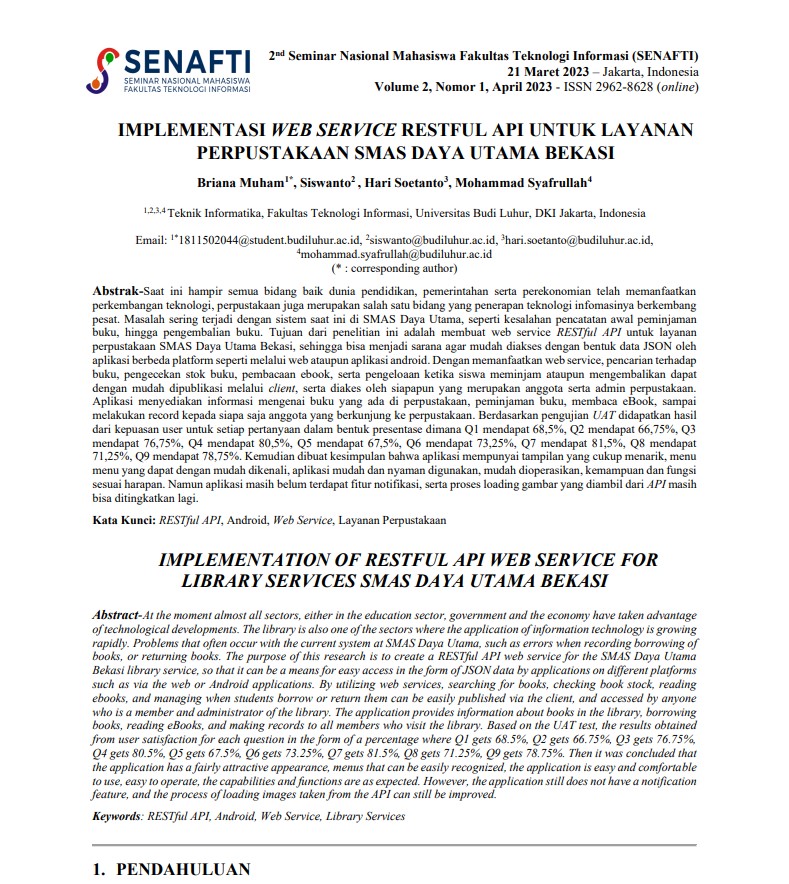 SENAFTI
SEMINAR NASIONAL MAHASISWA
FAKULTAS TEKNOLOGI INFORMASI
2nd Seminar Nasional Mahasiswa Fakultas Teknologi Informasi (SENAFTI)
21 Maret 2023 – Jakarta, Indonesia
Volume 2, Nomor 1, April 2023 - ISSN 2962-8628 (online)
IMPLEMENTASI WEB SERVICE RESTFUL API UNTUK LAYANAN
PERPUSTAKAAN SMAS DAYA UTAMA BEKASI
Briana Muham1*, Siswanto2 , Hari Soetanto3, Mohammad Syafrullah4
1,2,3,4 Teknik Informatika, Fakultas Teknologi Informasi, Universitas Budi Luhur, DKI Jakarta, Indonesia
Email: 1*1811502044@student.budiluhur.ac.id, 2siswanto@budiluhur.ac.id, 3hari.soetanto@budiluhur.ac.id,
4mohammad.syafrullah@budiluhur.ac.id
(* : corresponding author)
Abstrak-Saat ini hampir semua bidang baik dunia pendidikan, pemerintahan serta perekonomian telah memanfaatkan
perkembangan teknologi, perpustakaan juga merupakan salah satu bidang yang penerapan teknologi infomasinya berkembang
pesat. Masalah sering terjadi dengan sistem saat ini di SMAS Daya Utama, seperti kesalahan pencatatan awal peminjaman
buku, hingga pengembalian buku. Tujuan dari penelitian ini adalah membuat web service RESTful API untuk layanan
perpustakaan SMAS Daya Utama Bekasi, sehingga bisa menjadi sarana agar mudah diakses dengan bentuk data JSON oleh
aplikasi berbeda platform seperti melalui web ataupun aplikasi android. Dengan memanfaatkan web service, pencarian terhadap
buku, pengecekan stok buku, pembacaan ebook, serta pengeloaan ketika siswa meminjam ataupun mengembalikan dapat
dengan mudah dipublikasi melalui client, serta diakes oleh siapapun yang merupakan anggota serta admin perpustakaan.
Aplikasi menyediakan informasi mengenai buku yang ada di perpustakaan, peminjaman buku, membaca eBook, sampai
melakukan record kepada siapa saja anggota yang berkunjung ke perpustakaan. Berdasarkan pengujian UAT didapatkan hasil
dari kepuasan user untuk setiap pertanyaan dalam bentuk presentase dimana Q1 mendapat 68,5%, Q2 mendapat 66,75%, Q3
mendapat 76,75%, Q4 mendapat 80,5%, Q5 mendapat 67,5%, Q6 mendapat 73,25%, Q7 mendapat 81,5%, Q8 mendapat
71,25%, Q9 mendapat 78,75%. Kemudian dibuat kesimpulan bahwa aplikasi mempunyai tampilan yang cukup menarik, menu
menu yang dapat dengan mudah dikenali, aplikasi mudah dan nyaman digunakan, mudah dioperasikan, kemampuan dan fungsi
sesuai harapan. Namun aplikasi masih belum terdapat fitur notifikasi, serta proses loading gambar yang diambil dari API masih
bisa ditingkatkan lagi.
Kata Kunci: RESTful API, Android, Web Service, Layanan Perpustakaan
IMPLEMENTATION OF RESTFUL API WEB SERVICE FOR
LIBRARY SERVICES SMAS DAYA UTAMA BEKASI
Abstract-At the moment almost all sectors, either in the education sector, government and the economy have taken advantage
of technological developments. The library is also one of the sectors where the application of information technology is growing
rapidly. Problems that often occur with the current system at SMAS Daya Utama, such as errors when recording borrowing of
books, or returning books. The purpose of this research is to create a RESTful API web service for the SMAS Daya Utama
Bekasi library service, so that it can be a means for easy access in the form of JSON data by applications on different platforms
such as via the web or Android applications. By utilizing web services, searching for books, checking book stock, reading
ebooks, and managing when students borrow or return them can be easily published via the client, and accessed by anyone
who is a member and administrator of the library. The application provides information about books in the library, borrowing
books, reading eBooks, and making records to all members who visit the library. Based on the UAT test, the results obtained
from user satisfaction for each question in the form of a percentage where Q1 gets 68.5%, Q2 gets 66.75%, Q3 gets 76.75%,
Q4 gets 80.5%, Q5 gets 67.5%, Q6 gets 73.25%, Q7 gets 81.5%, Q8 gets 71.25%, Q9 gets 78.75%. Then it was concluded that
the application has a fairly attractive appearance, menus that can be easily recognized, the application is easy and comfortable
to use, easy to operate, the capabilities and functions are as expected. However, the application still does not have a notification
feature, and the process of loading images taken from the API can still be improved.
Keywords: RESTful API, Android, Web Service, Library Services
1. PENDAHULUAN